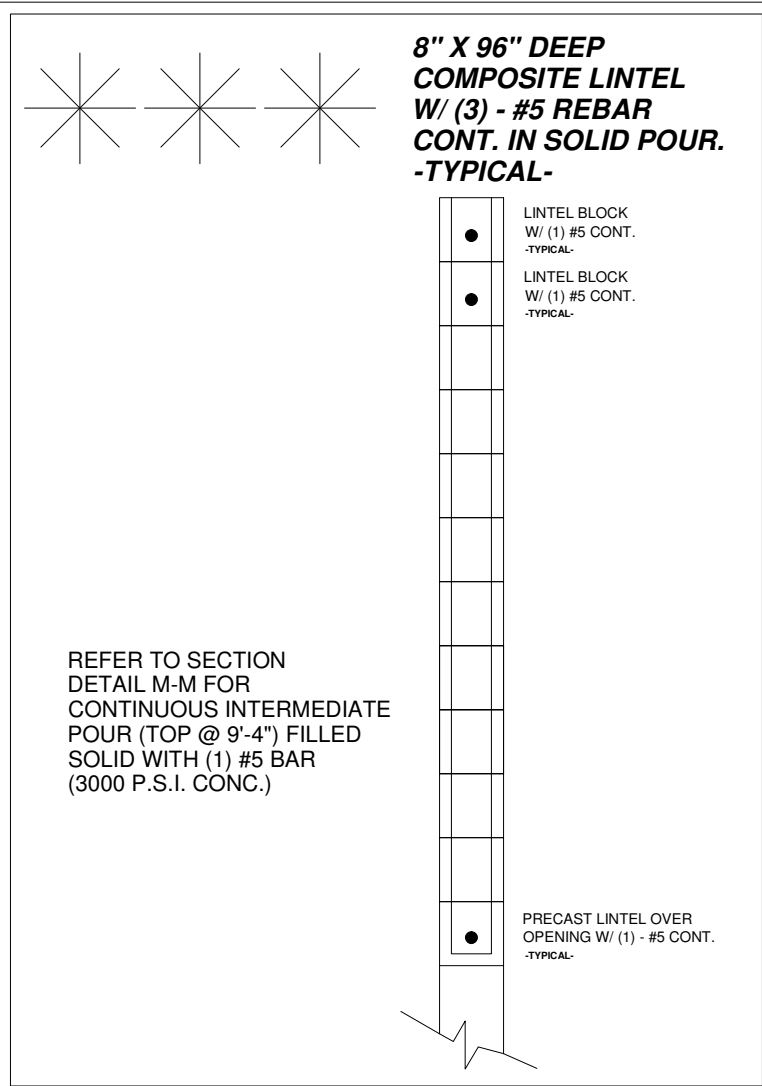 8" X 96" DEEP
COMPOSITE LINTEL
W/ (3) - #5 REBAR
CONT. IN SOLID POUR.
-TYPICAL-
LINTEL BLOCK
W/ (1) #5 CONT.
-TYPICAL-
LINTEL BLOCK
W/ (1) #5 CONT.
-TYPICAL-
REFER TO SECTION
DETAIL M-M FOR
CONTINUOUS INTERMEDIATE
POUR (TOP @ 9'-4") FILLED
SOLID WITH (1) #5 BAR
(3000 P.S.I. CONC.)
PRECAST LINTEL OVER
OPENING W/ (1) - #5 CONT.
-TYPICAL-